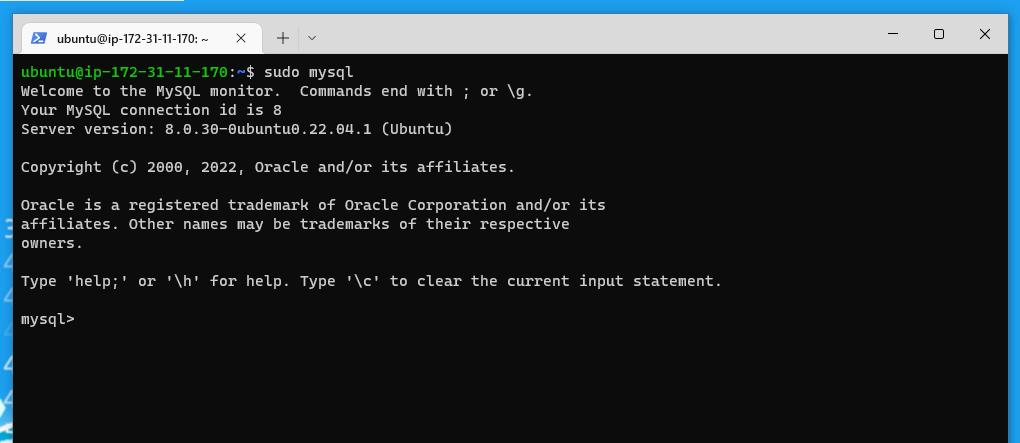 ubuntu@ip-172-31-11-170: ~
ubuntu@ip-172-31-11-170:~$ sudo mysql
Welcome to the MySQL monitor.  Commands end with ; or \g.
Your MySQL connection id is 8
Server version: 8.0.30-0ubuntu0.22.04.1 (Ubuntu)
Copyright (c) 2000, 2022, Oracle and/or its affiliates.
Oracle is a registered trademark of Oracle Corporation and/or its
affiliates. Other names may be trademarks of their respective
owners.
Type 'help;' or '\h' for help. Type '\c' to clear the current input statement.
mysql>